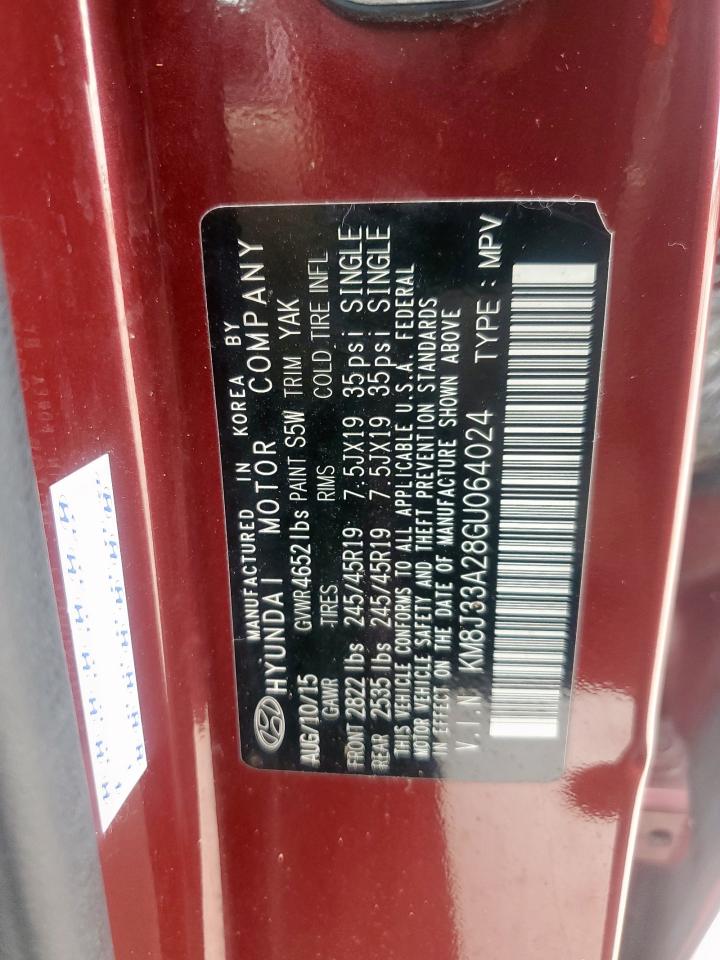 MANUFACTURED IN KOREA BY
HYUNDAI MOTOR COMPANY
AUG/10/15 GVWR 4652 lbs PAINT S5W TRIM YAK
GAWR TIRES RIMS COLD TIRE INFL
FRONT 2822 lbs 245/45R19 7.5JX19 35psi SINGLE
REAR 2535 lbs 245/45R19 7.5JX19 35psi SINGLE
THIS VEHICLE CONFORMS TO ALL APPLICABLE U.S.A. FEDERAL
MOTOR VEHICLE SAFETY AND THEFT PREVENTION STANDARDS
IN EFFECT ON THE DATE OF MANUFACTURE SHOWN ABOVE
V.I.N KM8J33A28GU064024 TYPE : MPV